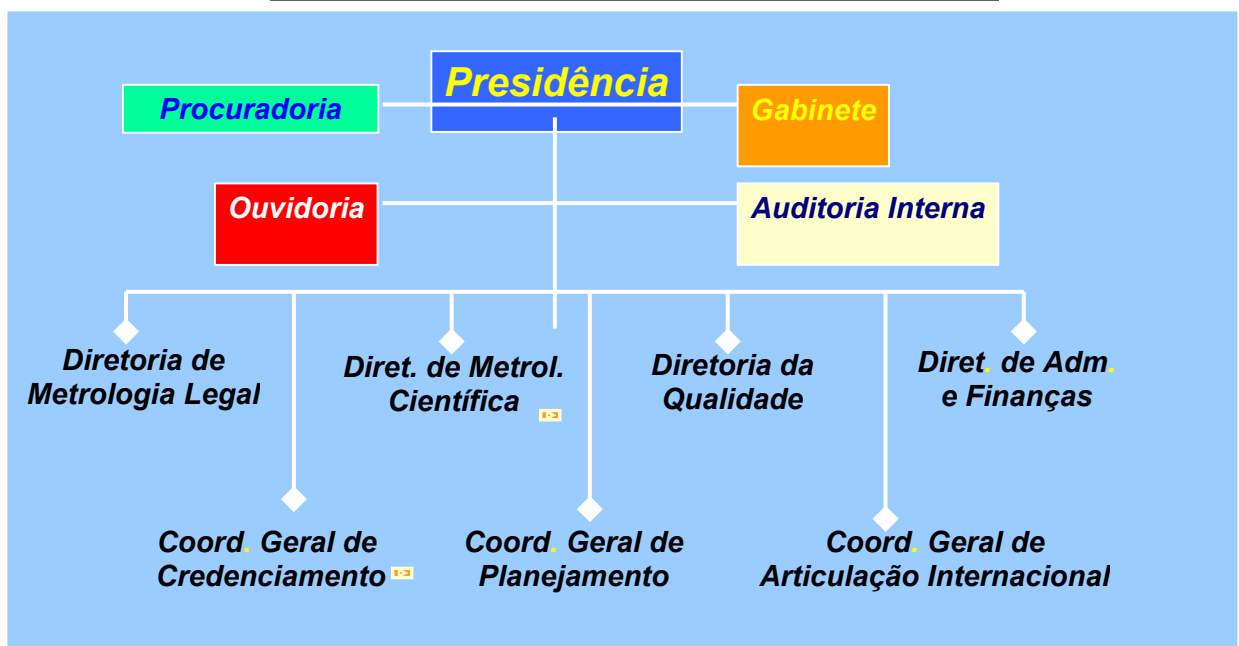 Presidência
Procuradoria
Gabinete
Ouvidoria
Auditoria Interna
Diretoria de
Metrologia Legal
Diret. de Metrol.
Científica
Diretoria da
Qualidade
Diret. de Adm.
e Finanças
Coord. Geral de
Credenciamento
Coord. Geral de
Planejamento
Coord. Geral de
Articulação Internacional